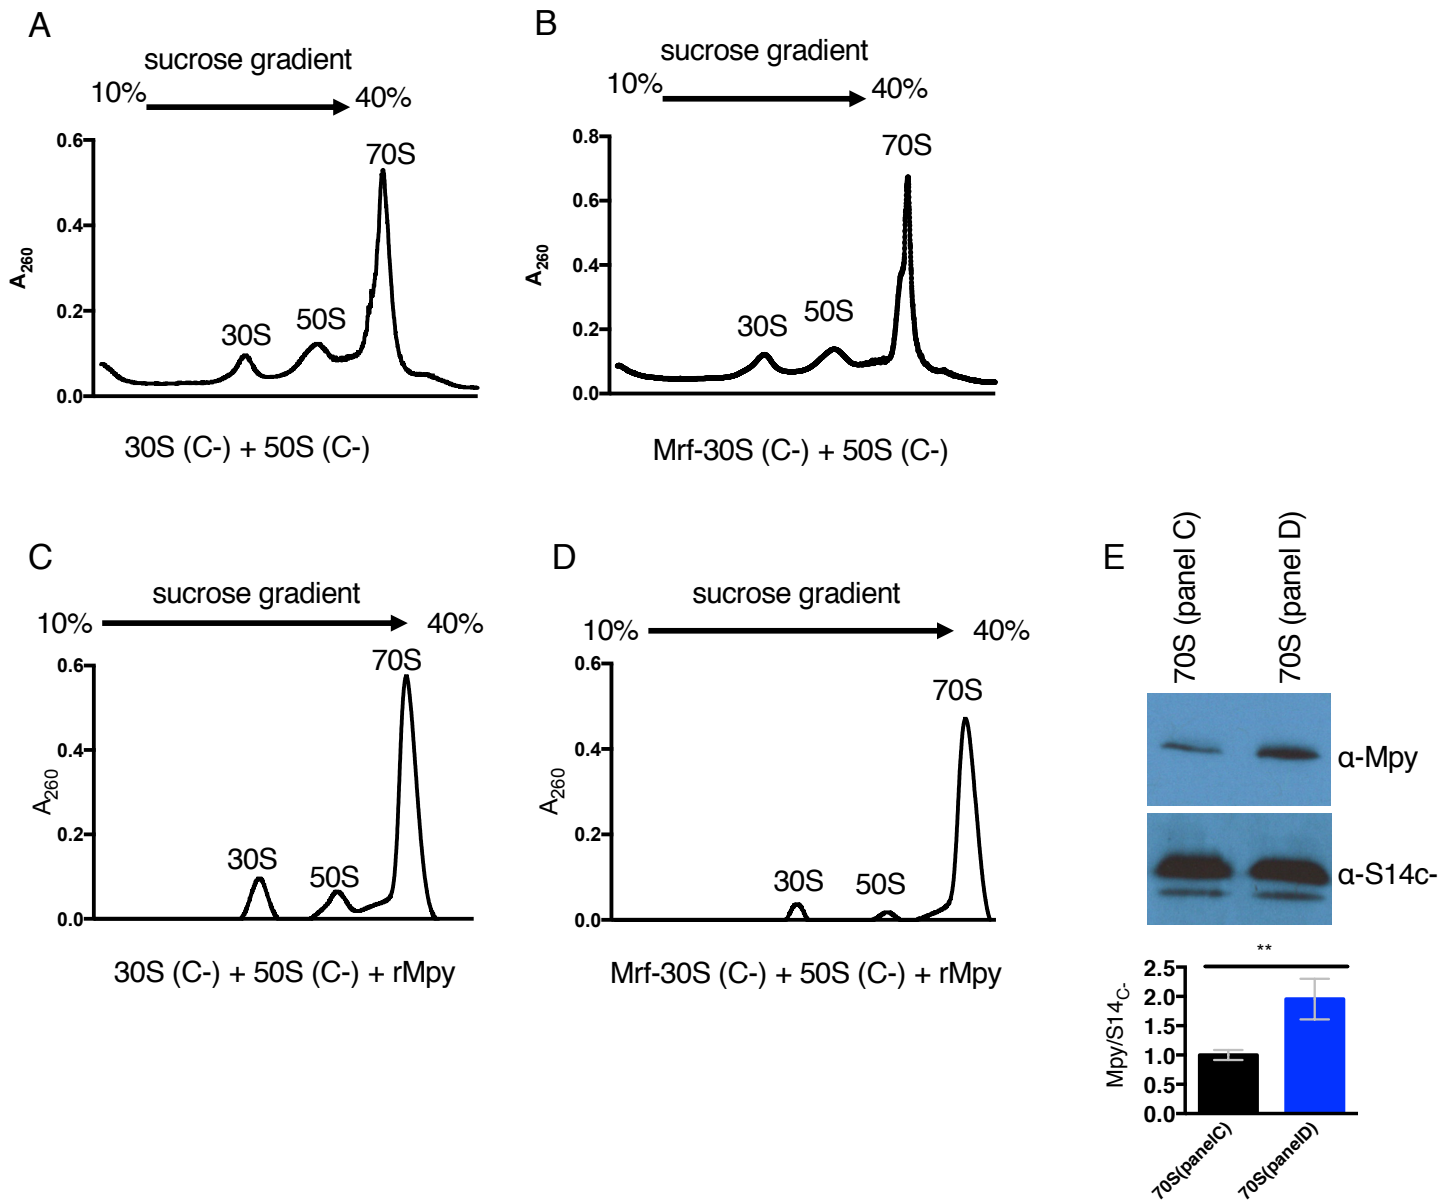 A
sucrose gradient
10% 40%
0.6
0.4
0.2
0.0
A260
30S
50S
70S
30S (C-) + 50S (C-)
B
sucrose gradient
10% 40%
0.8
0.6
0.4
0.2
0.0
A260
30S
50S
70S
Mrf-30S (C-) + 50S (C-)
C
sucrose gradient
10% 40%
0.6
0.4
0.2
0.0
A260
30S
50S
70S
30S (C-) + 50S (C-) + rMpy
D
sucrose gradient
10% 40%
0.6
0.4
0.2
0.0
A260
30S
50S
70S
Mrf-30S (C-) + 50S (C-) + rMpy
E
70S (panel C)
70S (panel D)
α-Mpy
α-S14c-
**
2.5
2.0
1.5
1.0
0.5
0.0
Mpy/S14C-
70S(panelC)
70S(panelD)